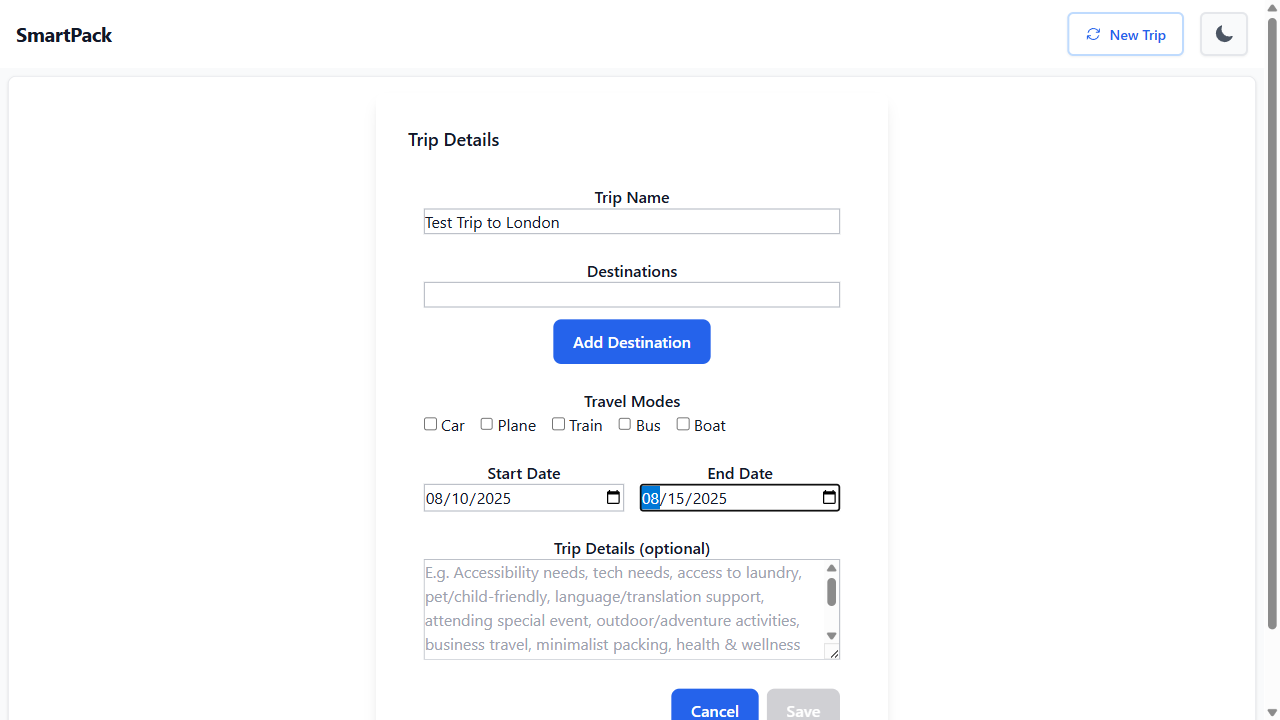 SmartPack
New Trip
Trip Details
Trip Name
Test Trip to London
Destinations
Add Destination
Travel Modes
Car Plane Train Bus Boat
Start Date End Date
08/10/2025 08/15/2025
Trip Details (optional)
E.g. Accessibility needs, tech needs, access to laundry,
pet/child-friendly, language/translation support,
attending special event, outdoor/adventure activities,
business travel, minimalist packing, health & wellness
Cancel Save